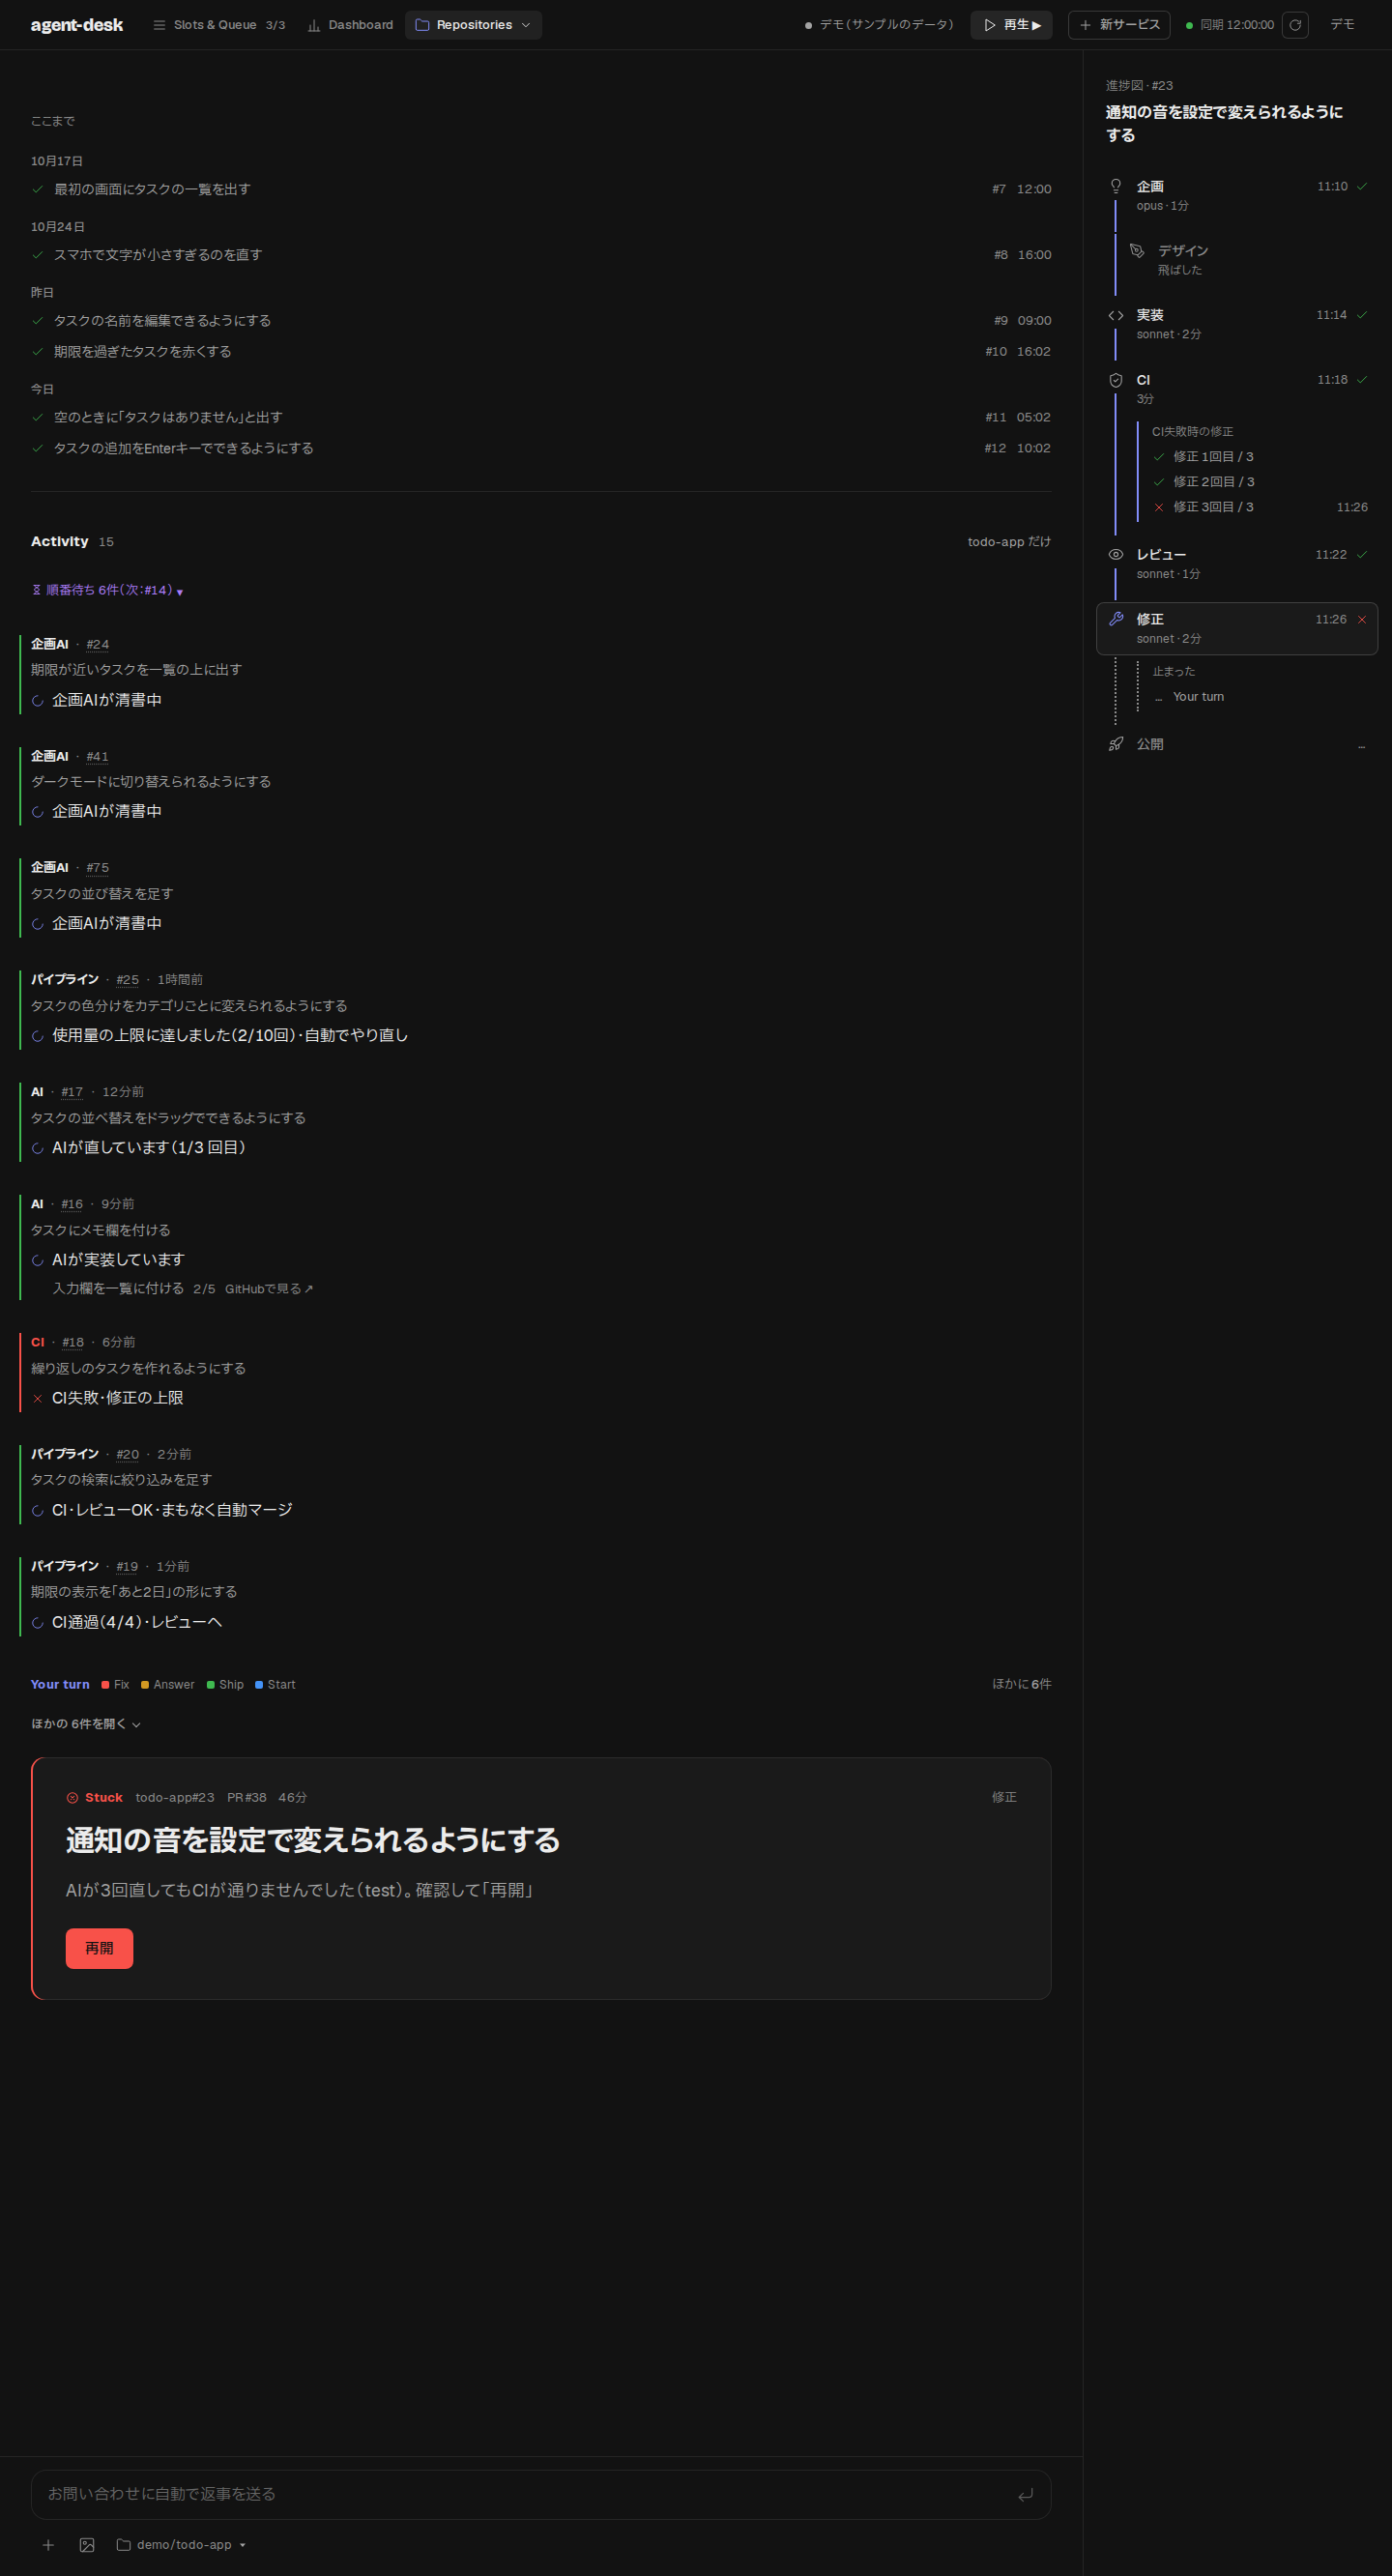 agent-desk
Slots & Queue 3/3
Dashboard
Repositories
デモ（サンプルのデータ）
再生 ▶
新サービス
同期 12:00:00
デモ
ここまで
10月17日
最初の画面にタスクの一覧を出す #7 12:00
10月24日
スマホで文字が小さすぎるのを直す #8 16:00
昨日
タスクの名前を編集できるようにする #9 09:00
期限を過ぎたタスクを赤くする #10 16:02
今日
空のときに「タスクはありません」と出す #11 05:02
タスクの追加をEnterキーでできるようにする #12 10:02
Activity 15 todo-app だけ
順番待ち 6件（次：#14） ▼
企画AI · #24
期限が近いタスクを一覧の上に出す
企画AIが清書中
企画AI · #41
ダークモードに切り替えられるようにする
企画AIが清書中
企画AI · #75
タスクの並び替えを足す
企画AIが清書中
パイプライン · #25 · 1時間前
タスクの色分けをカテゴリごとに変えられるようにする
使用量の上限に達しました（2/10回）・自動でやり直し
AI · #17 · 12分前
タスクの並べ替えをドラッグでできるようにする
AIが直しています（1/3 回目）
AI · #16 · 9分前
タスクにメモ欄を付ける
AIが実装しています
入力欄を一覧に付ける 2/5 GitHubで見る ↗
CI · #18 · 6分前
繰り返しのタスクを作れるようにする
CI失敗・修正の上限
パイプライン · #20 · 2分前
タスクの検索に絞り込みを足す
CI・レビューOK・まもなく自動マージ
パイプライン · #19 · 1分前
期限の表示を「あと2日」の形にする
CI通過（4/4）・レビューへ
Your turn Fix Answer Ship Start ほかに 6件
ほかの 6件を開く
Stuck todo-app#23 PR #38 46分 修正
通知の音を設定で変えられるようにする
AIが3回直してもCIが通りませんでした（test）。確認して「再開」
再開
お問い合わせに自動で返事を送る
demo/todo-app
進捗図 · #23
通知の音を設定で変えられるように
する
企画 11:10
opus · 1分
デザイン
飛ばした
実装 11:14
sonnet · 2分
CI 11:18
3分
CI失敗時の修正
修正 1回目 / 3
修正 2回目 / 3
修正 3回目 / 3 11:26
レビュー 11:22
sonnet · 1分
修正 11:26
sonnet · 2分
止まった
… Your turn
公開 …